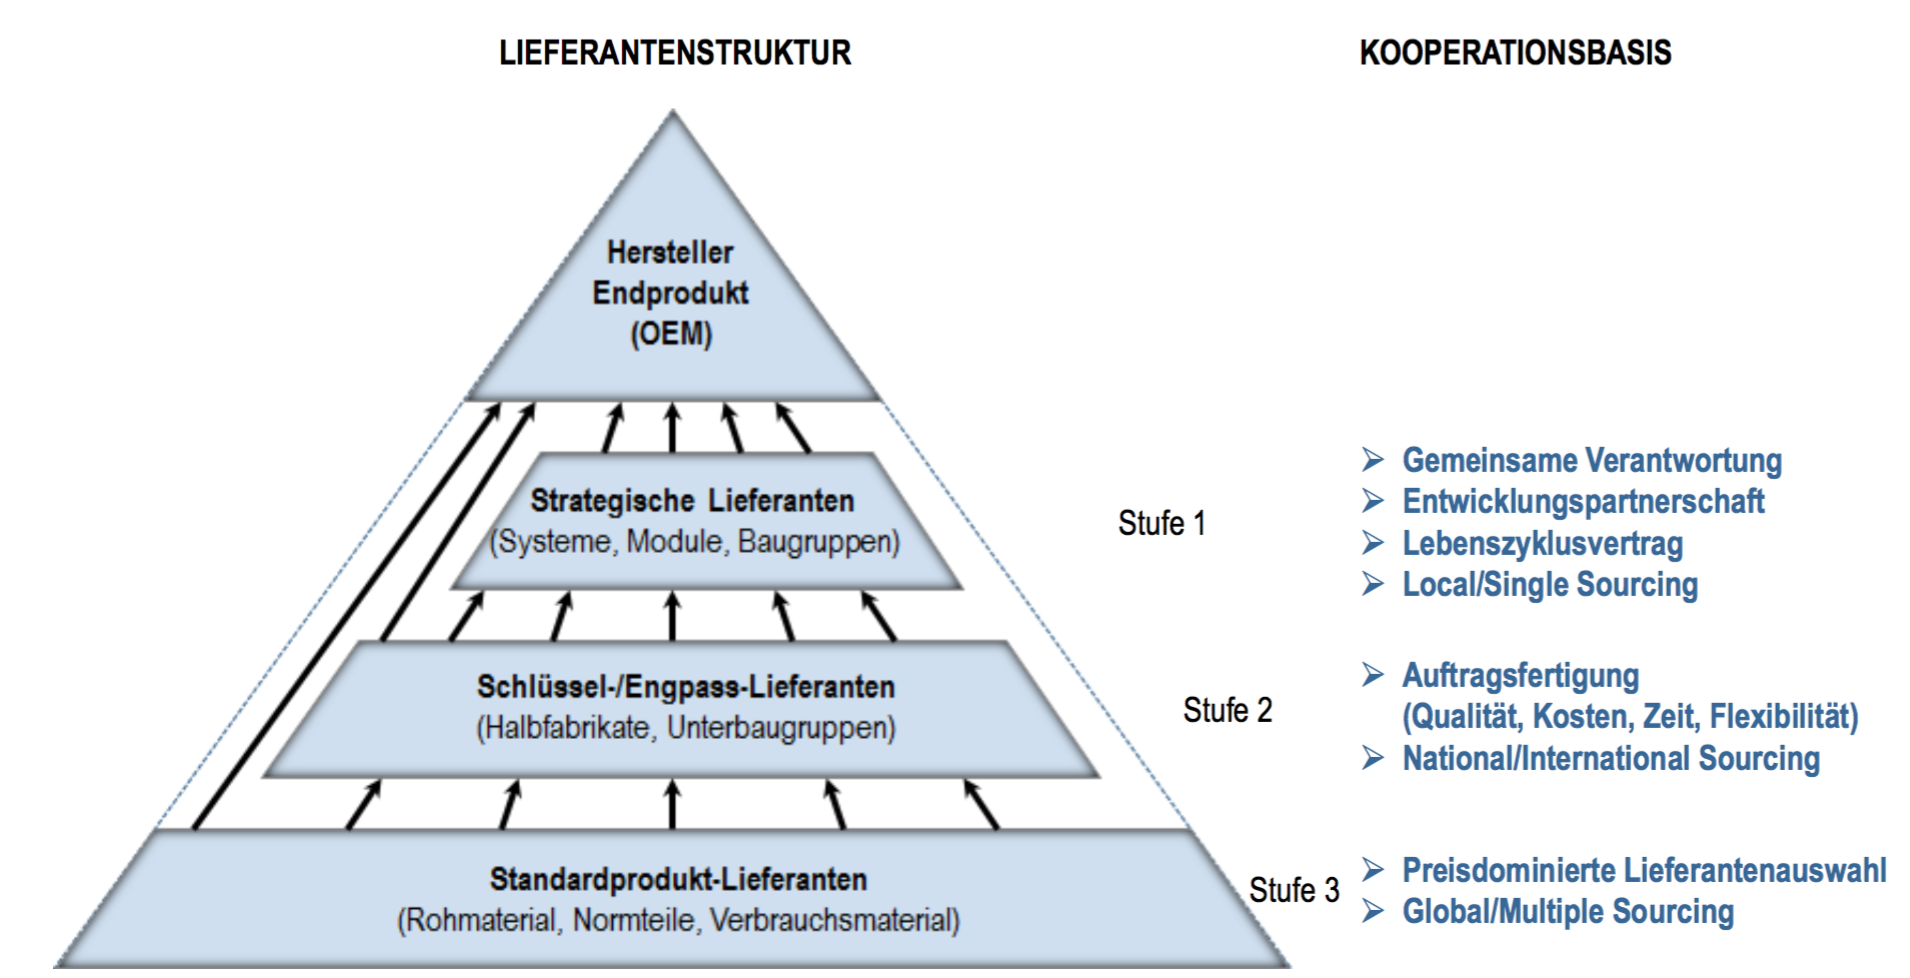 LIEFERANTENSTRUKTUR
KOOPERATIONSBASIS
Hersteller
Endprodukt
(OEM)
Strategische Lieferanten
(Systeme, Module, Baugruppen)
Stufe 1
Gemeinsame Verantwortung
Entwicklungspartnerschaft
Lebenszyklusvertrag
Local/Single Sourcing
Schlüssel-/Engpass-Lieferanten
(Halbfabrikate, Unterbaugruppen)
Stufe 2
Auftragsfertigung
(Qualität, Kosten, Zeit, Flexibilität)
National/International Sourcing
Standardprodukt-Lieferanten
(Rohmaterial, Normteile, Verbrauchsmaterial)
Stufe 3
Preisdominierte Lieferantenauswahl
Global/Multiple Sourcing